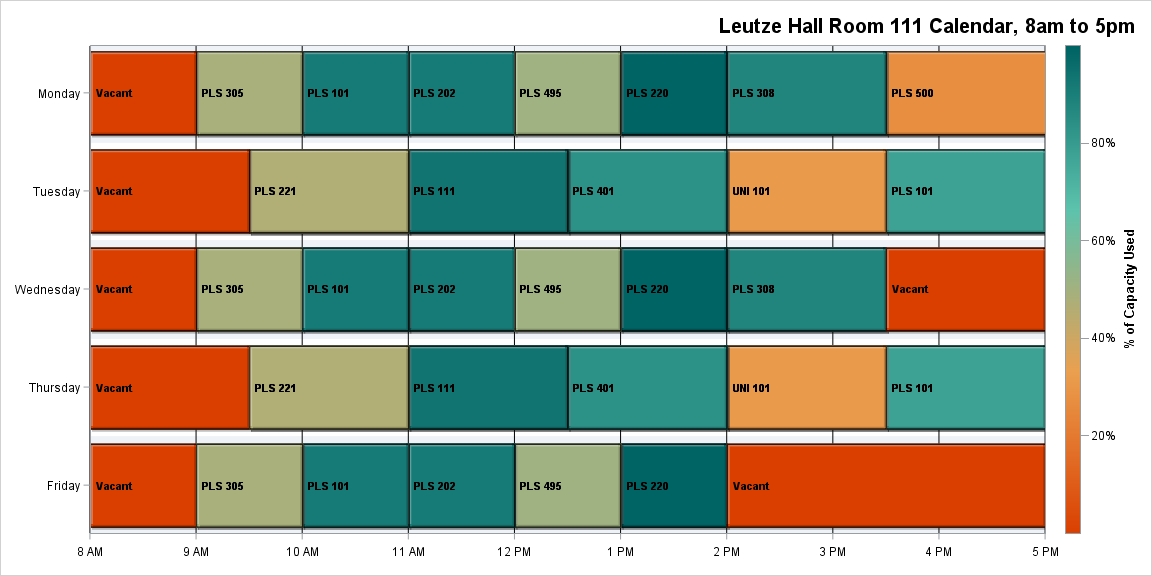 Leutze Hall Room 111 Calendar, 8am to 5pm
Monday
Vacant
PLS 305
PLS 101
PLS 202
PLS 495
PLS 220
PLS 308
PLS 500
Tuesday
Vacant
PLS 221
PLS 111
PLS 401
UNI 101
PLS 101
Wednesday
Vacant
PLS 305
PLS 101
PLS 202
PLS 495
PLS 220
PLS 308
Vacant
Thursday
Vacant
PLS 221
PLS 111
PLS 401
UNI 101
PLS 101
Friday
Vacant
PLS 305
PLS 101
PLS 202
PLS 495
PLS 220
Vacant
8 AM
9 AM
10 AM
11 AM
12 PM
1 PM
2 PM
3 PM
4 PM
5 PM
80%
60%
40%
20%
% of Capacity Used